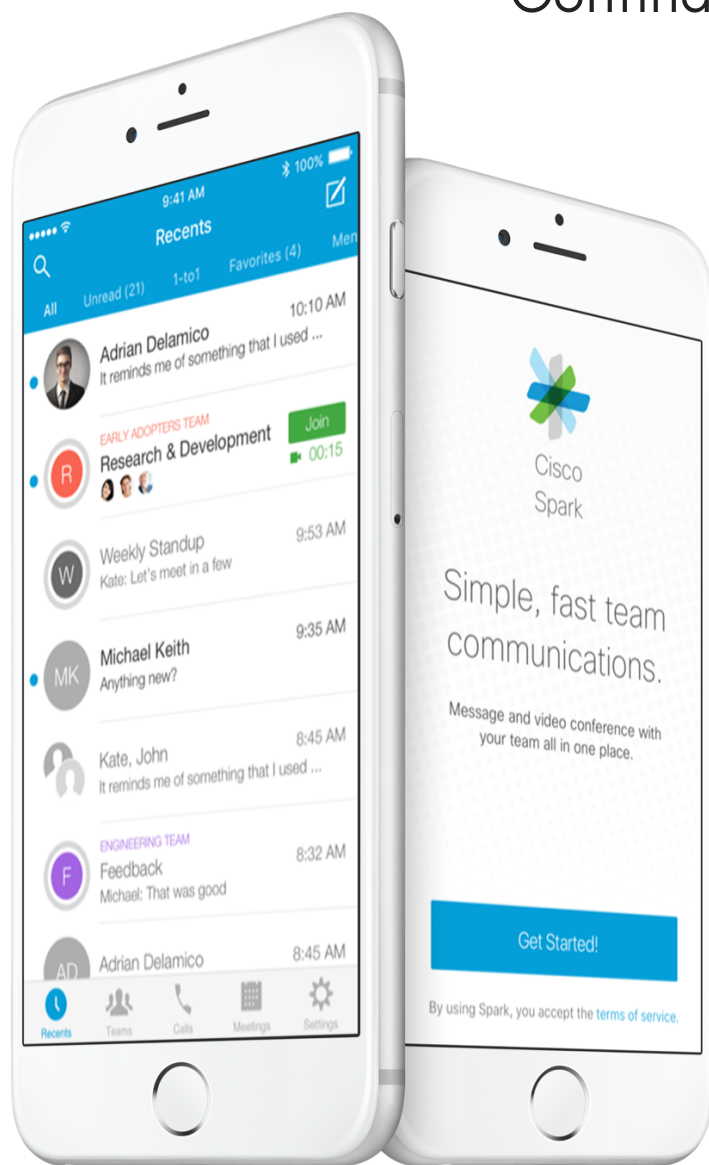 9:41 AM
100%
Recents
All Unread (21) 1-to1 Favorites (4)
Adrian Delamico 10:10 AM
It reminds me of something that I used ...
EARLY ADOPTERS TEAM
R Research & Development Join
00:15
W Weekly Standup 9:53 AM
Kate: Let's meet in a few
MK Michael Keith 9:35 AM
Anything new?
Kate, John 8:45 AM
It reminds me of something that I used ...
ENGINEERING TEAM
F Feedback 8:32 AM
Michael: That was good
AD Adrian Delamico 8:45 AM
Recents Teams Calls Meetings Settings
Cisco
Spark
Simple, fast team
communications.
Message and video conference with
your team all in one place.
Get Started!
By using Spark, you accept the terms of service.